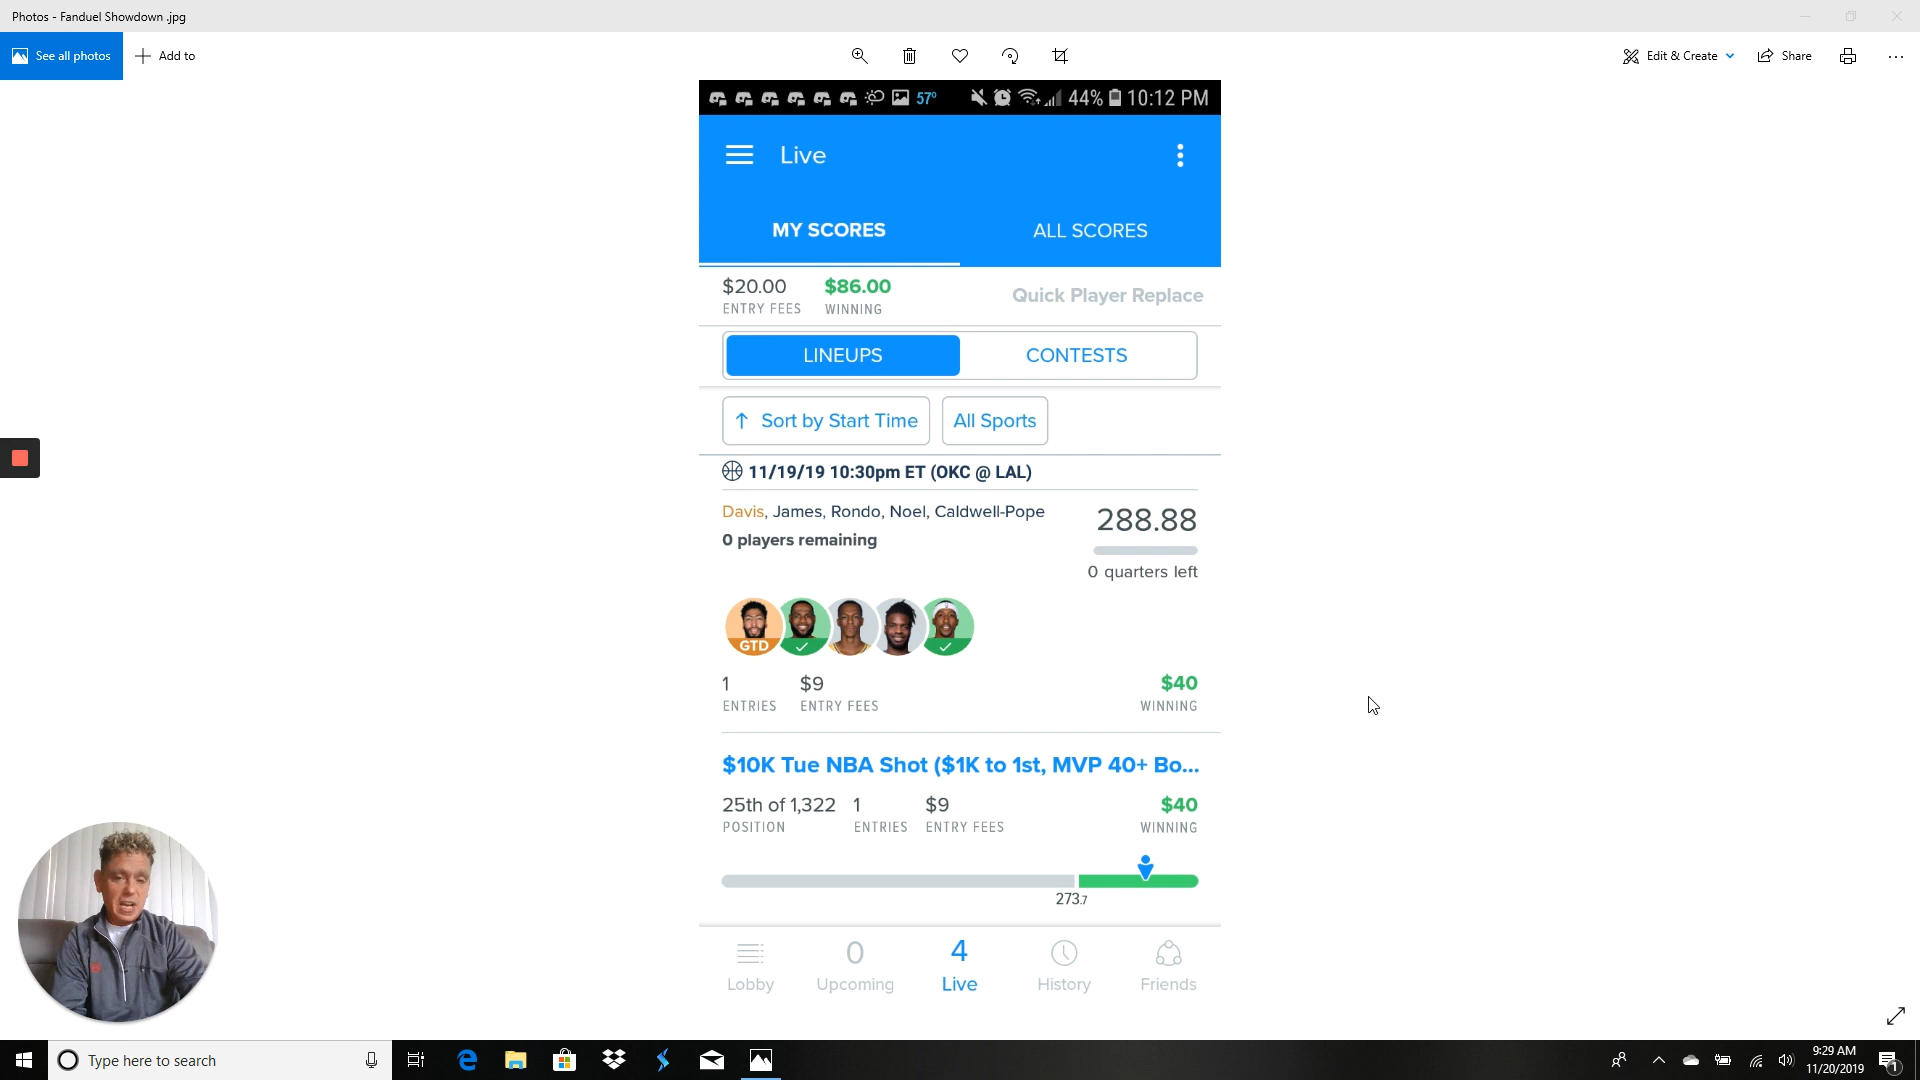 Photos - Fanduel Showdown .jpg
See all photos
Add to
Edit & Create
Share
57°
44%
10:12 PM
Live
MY SCORES
ALL SCORES
$20.00
$86.00
Quick Player Replace
ENTRY FEES
WINNING
LINEUPS
CONTESTS
Sort by Start Time
All Sports
11/19/19 10:30pm ET (OKC @ LAL)
Davis, James, Rondo, Noel, Caldwell-Pope
288.88
0 players remaining
0 quarters left
GTD
1
$9
$40
ENTRIES
ENTRY FEES
WINNING
$10K Tue NBA Shot ($1K to 1st, MVP 40+ Bo...
25th of 1,322
1
$9
$40
POSITION
ENTRIES
ENTRY FEES
WINNING
273.7
0
4
Lobby
Upcoming
Live
History
Friends
Type here to search
9:29 AM
11/20/2019
1